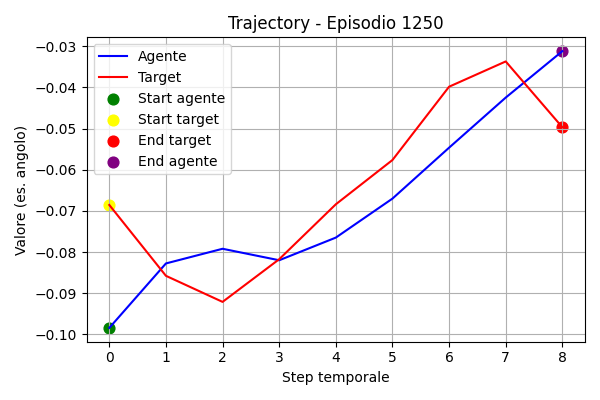 Trajectory - Episodio 1250
Agente
Target
Start agente
Start target
End target
End agente
Valore (es. angolo)
−0.03
−0.04
−0.05
−0.06
−0.07
−0.08
−0.09
−0.10
0 1 2 3 4 5 6 7 8
Step temporale